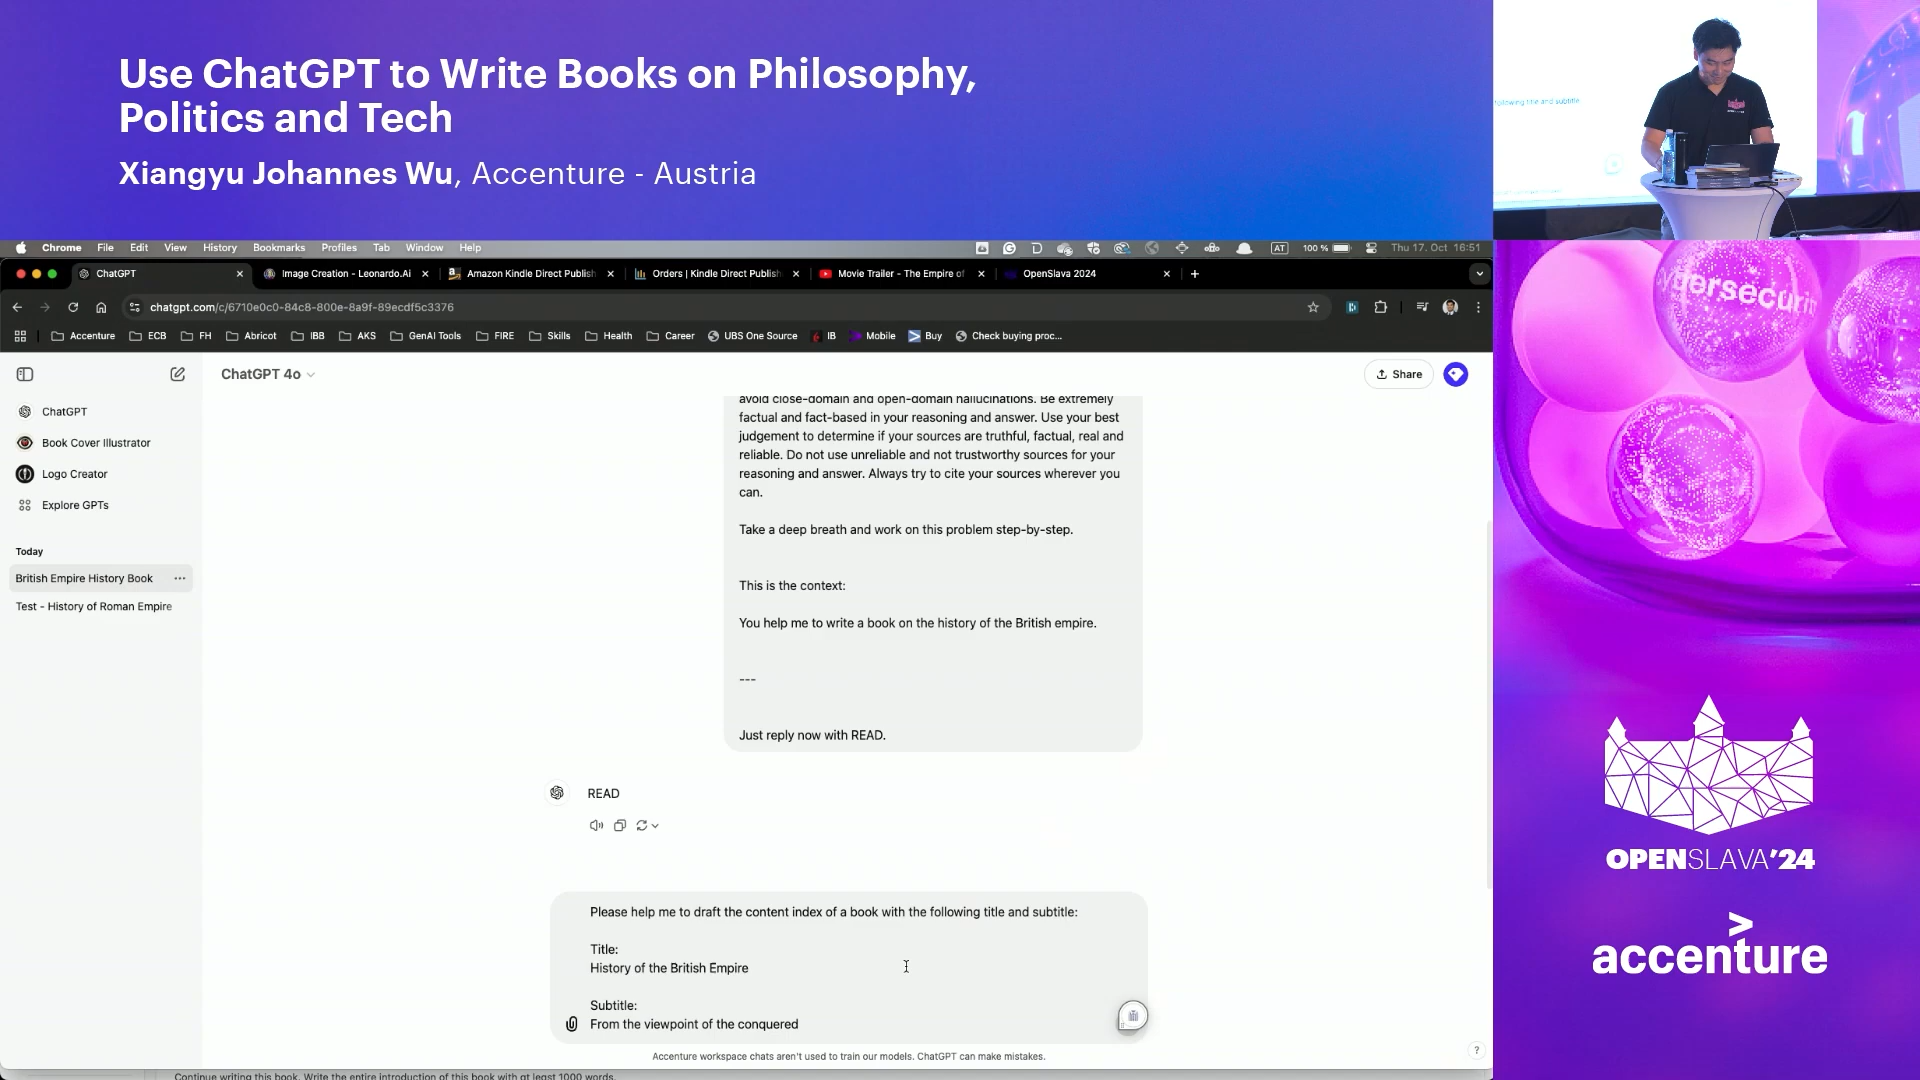 Use ChatGPT to Write Books on Philosophy,
Politics and Tech
Xiangyu Johannes Wu, Accenture - Austria
following title and subtitle
Chrome File Edit View History Bookmarks Profiles Tab Window Help
AT 100 % Thu 17. Oct 16:51
ChatGPT
Image Creation - Leonardo.Ai
Amazon Kindle Direct Publish
Orders | Kindle Direct Publish
Movie Trailer - The Empire of
OpenSlava 2024
chatgpt.com/c/6710e0c0-84c8-800e-8a9f-89ecdf5c3376
Accenture ECB FH Abricot IBB AKS GenAI Tools FIRE Skills Health Career UBS One Source IB Mobile Buy Check buying proc...
ChatGPT 4o
Share
ChatGPT
Book Cover Illustrator
Logo Creator
Explore GPTs
Today
British Empire History Book
Test - History of Roman Empire
avoid close-domain and open-domain hallucinations. Be extremely
factual and fact-based in your reasoning and answer. Use your best
judgement to determine if your sources are truthful, factual, real and
reliable. Do not use unreliable and not trustworthy sources for your
reasoning and answer. Always try to cite your sources wherever you
can.
Take a deep breath and work on this problem step-by-step.
This is the context:
You help me to write a book on the history of the British empire.
---
Just reply now with READ.
READ
Please help me to draft the content index of a book with the following title and subtitle:
Title:
History of the British Empire
Subtitle:
From the viewpoint of the conquered
Accenture workspace chats aren't used to train our models. ChatGPT can make mistakes.
?
Continue writing this book. Write the entire introduction of this book with at least 1000 words.
ybersecurit
OPENSLAVA'24
accenture